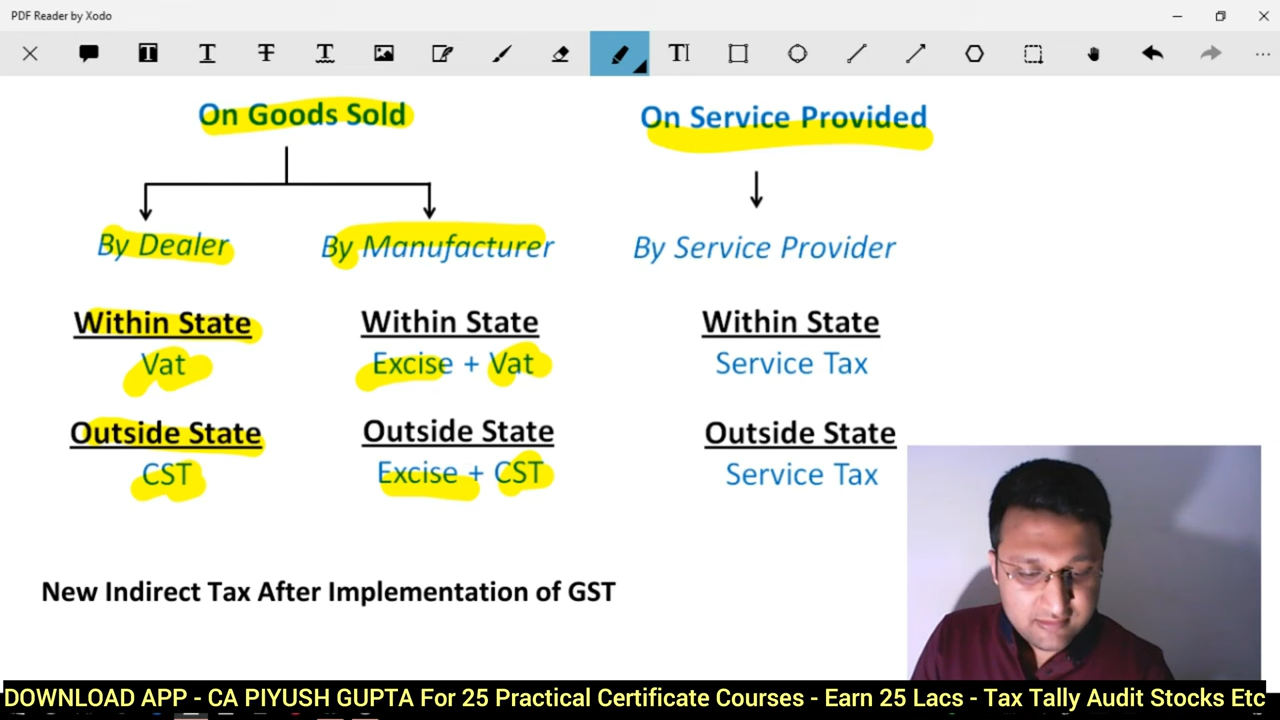 PDF Reader by Xodo
On Goods Sold
On Service Provided
By Dealer
By Manufacturer
By Service Provider
Within State
Within State
Within State
Vat
Excise + Vat
Service Tax
Outside State
Outside State
Outside State
CST
Excise + CST
Service Tax
New Indirect Tax After Implementation of GST
DOWNLOAD APP - CA PIYUSH GUPTA For 25 Practical Certificate Courses - Earn 25 Lacs - Tax Tally Audit Stocks Etc